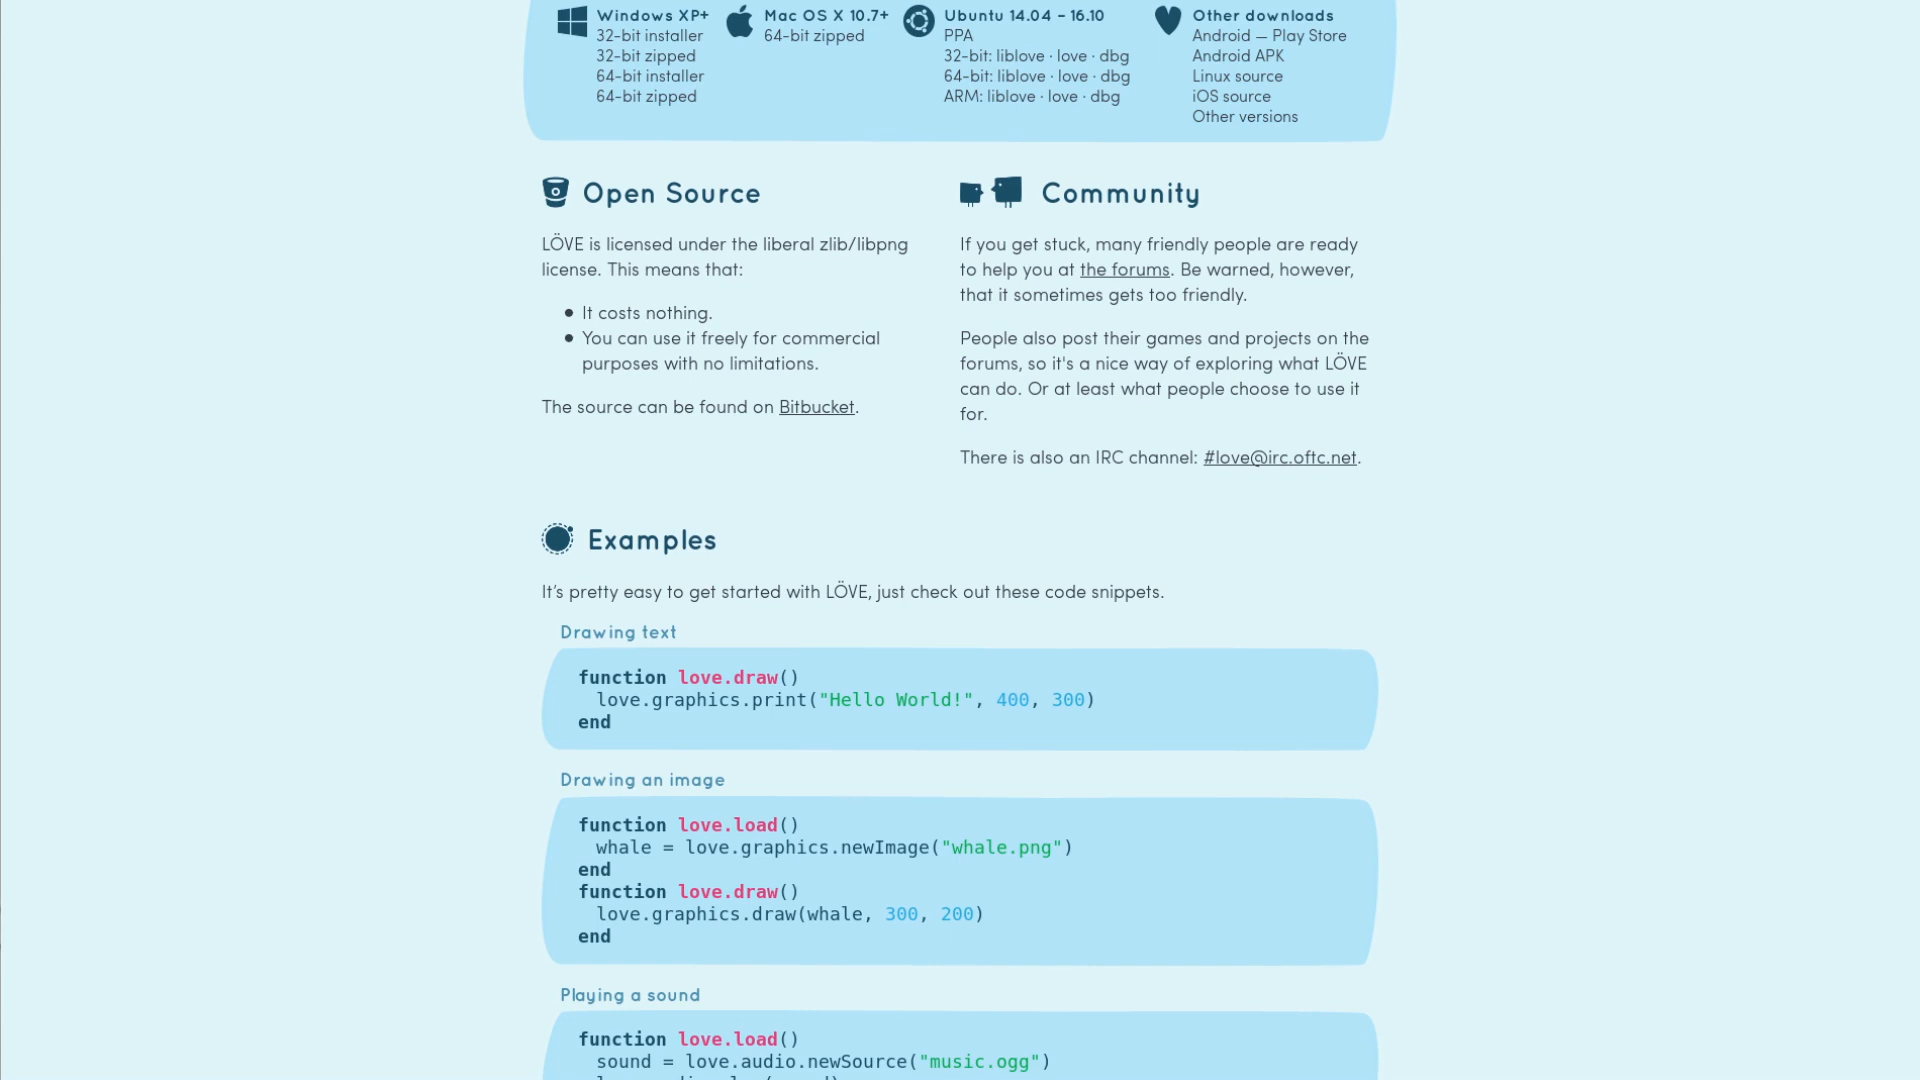 Windows XP+
32-bit installer
32-bit zipped
64-bit installer
64-bit zipped
Mac OS X 10.7+
64-bit zipped
Ubuntu 14.04 – 16.10
PPA
32-bit: liblove · love · dbg
64-bit: liblove · love · dbg
ARM: liblove · love · dbg
Other downloads
Android — Play Store
Android APK
Linux source
iOS source
Other versions
Open Source
LÖVE is licensed under the liberal zlib/libpng
license. This means that:
It costs nothing.
You can use it freely for commercial
purposes with no limitations.
The source can be found on Bitbucket.
Community
If you get stuck, many friendly people are ready
to help you at the forums. Be warned, however,
that it sometimes gets too friendly.
People also post their games and projects on the
forums, so it's a nice way of exploring what LÖVE
can do. Or at least what people choose to use it
for.
There is also an IRC channel: #love@irc.oftc.net.
Examples
It’s pretty easy to get started with LÖVE, just check out these code snippets.
Drawing text
function love.draw()
love.graphics.print("Hello World!", 400, 300)
end
Drawing an image
function love.load()
whale = love.graphics.newImage("whale.png")
end
function love.draw()
love.graphics.draw(whale, 300, 200)
end
Playing a sound
function love.load()
sound = love.audio.newSource("music.ogg")